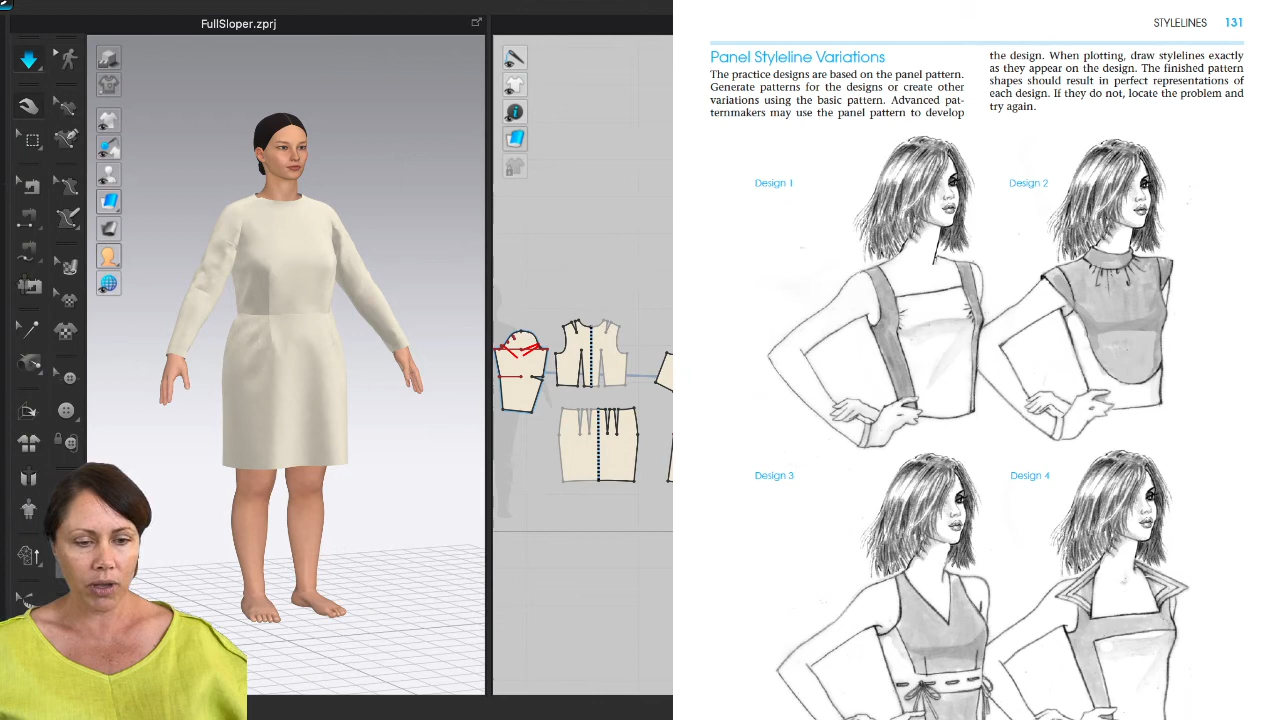 FullSloper.zprj
STYLELINES 131
Panel Styleline Variations
The practice designs are based on the panel pattern.
Generate patterns for the designs or create other
variations using the basic pattern. Advanced pat-
ternmakers may use the panel pattern to develop
the design. When plotting, draw stylelines exactly
as they appear on the design. The finished pattern
shapes should result in perfect representations of
each design. If they do not, locate the problem and
try again.
Design 1
Design 2
Design 3
Design 4